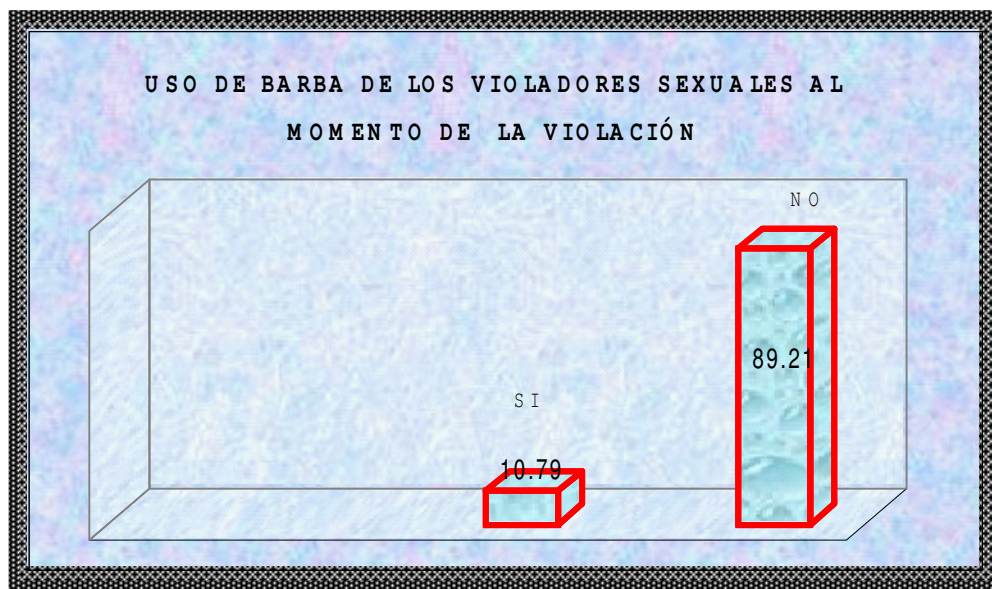 USO DE BARBA DE LOS VIOLADORES SEXUALES AL
MOMENTO DE LA VIOLACIÓN
NO
89.21
SI
10.79